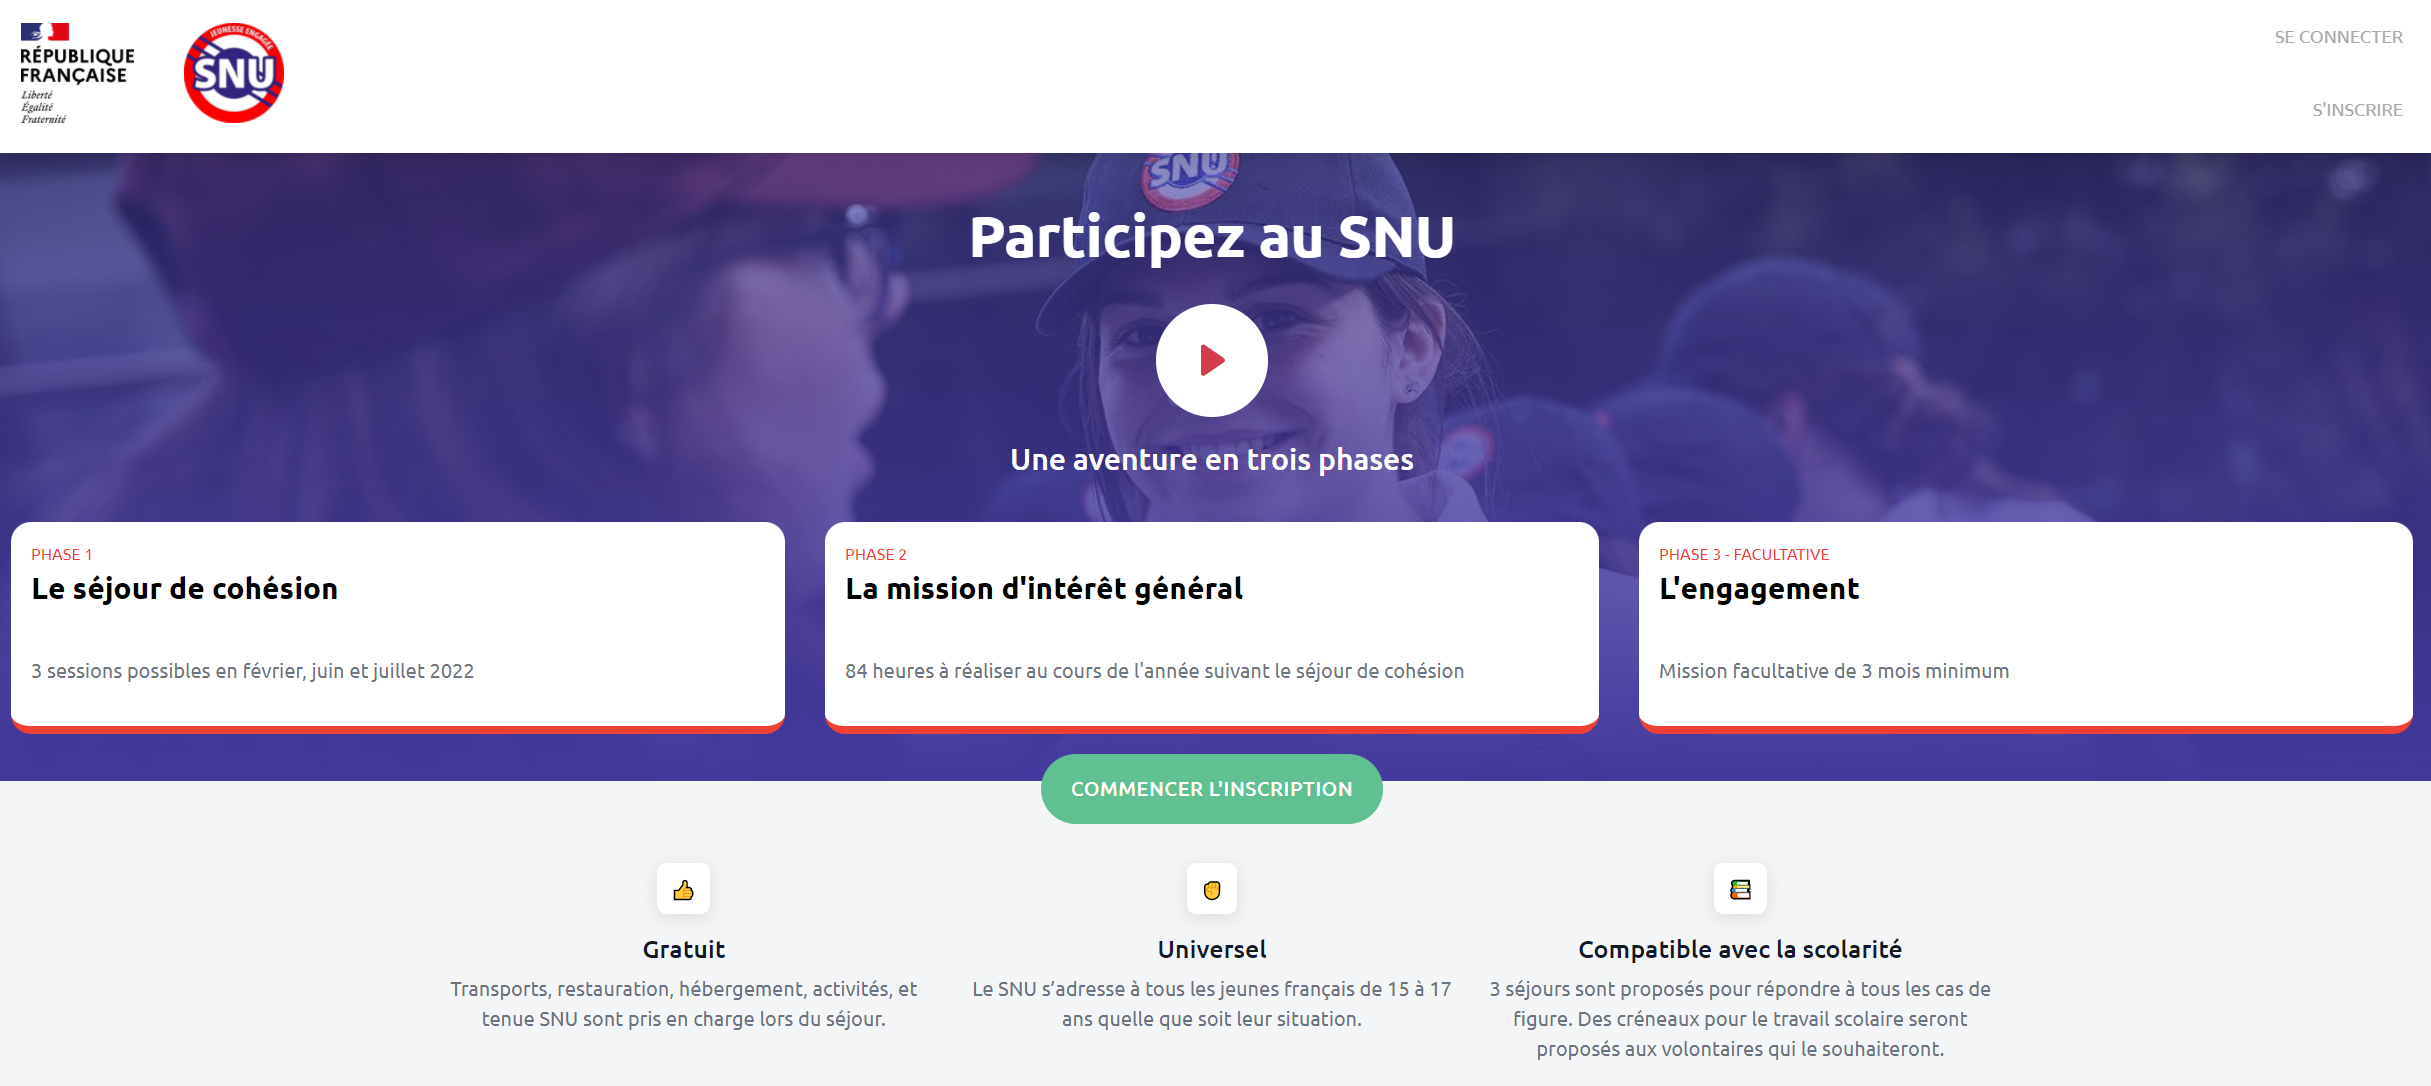 RÉPUBLIQUE
FRANÇAISE
Liberté
Égalité
Fraternité
JEUNESSE ENGAGÉE
SNU
SE CONNECTER
S'INSCRIRE
SNU
Participez au SNU
Une aventure en trois phases
PHASE 1
Le séjour de cohésion
3 sessions possibles en février, juin et juillet 2022
PHASE 2
La mission d'intérêt général
84 heures à réaliser au cours de l'année suivant le séjour de cohésion
PHASE 3 - FACULTATIVE
L'engagement
Mission facultative de 3 mois minimum
COMMENCER L'INSCRIPTION
Gratuit
Transports, restauration, hébergement, activités, et
tenue SNU sont pris en charge lors du séjour.
Universel
Le SNU s’adresse à tous les jeunes français de 15 à 17
ans quelle que soit leur situation.
Compatible avec la scolarité
3 séjours sont proposés pour répondre à tous les cas de
figure. Des créneaux pour le travail scolaire seront
proposés aux volontaires qui le souhaiteront.